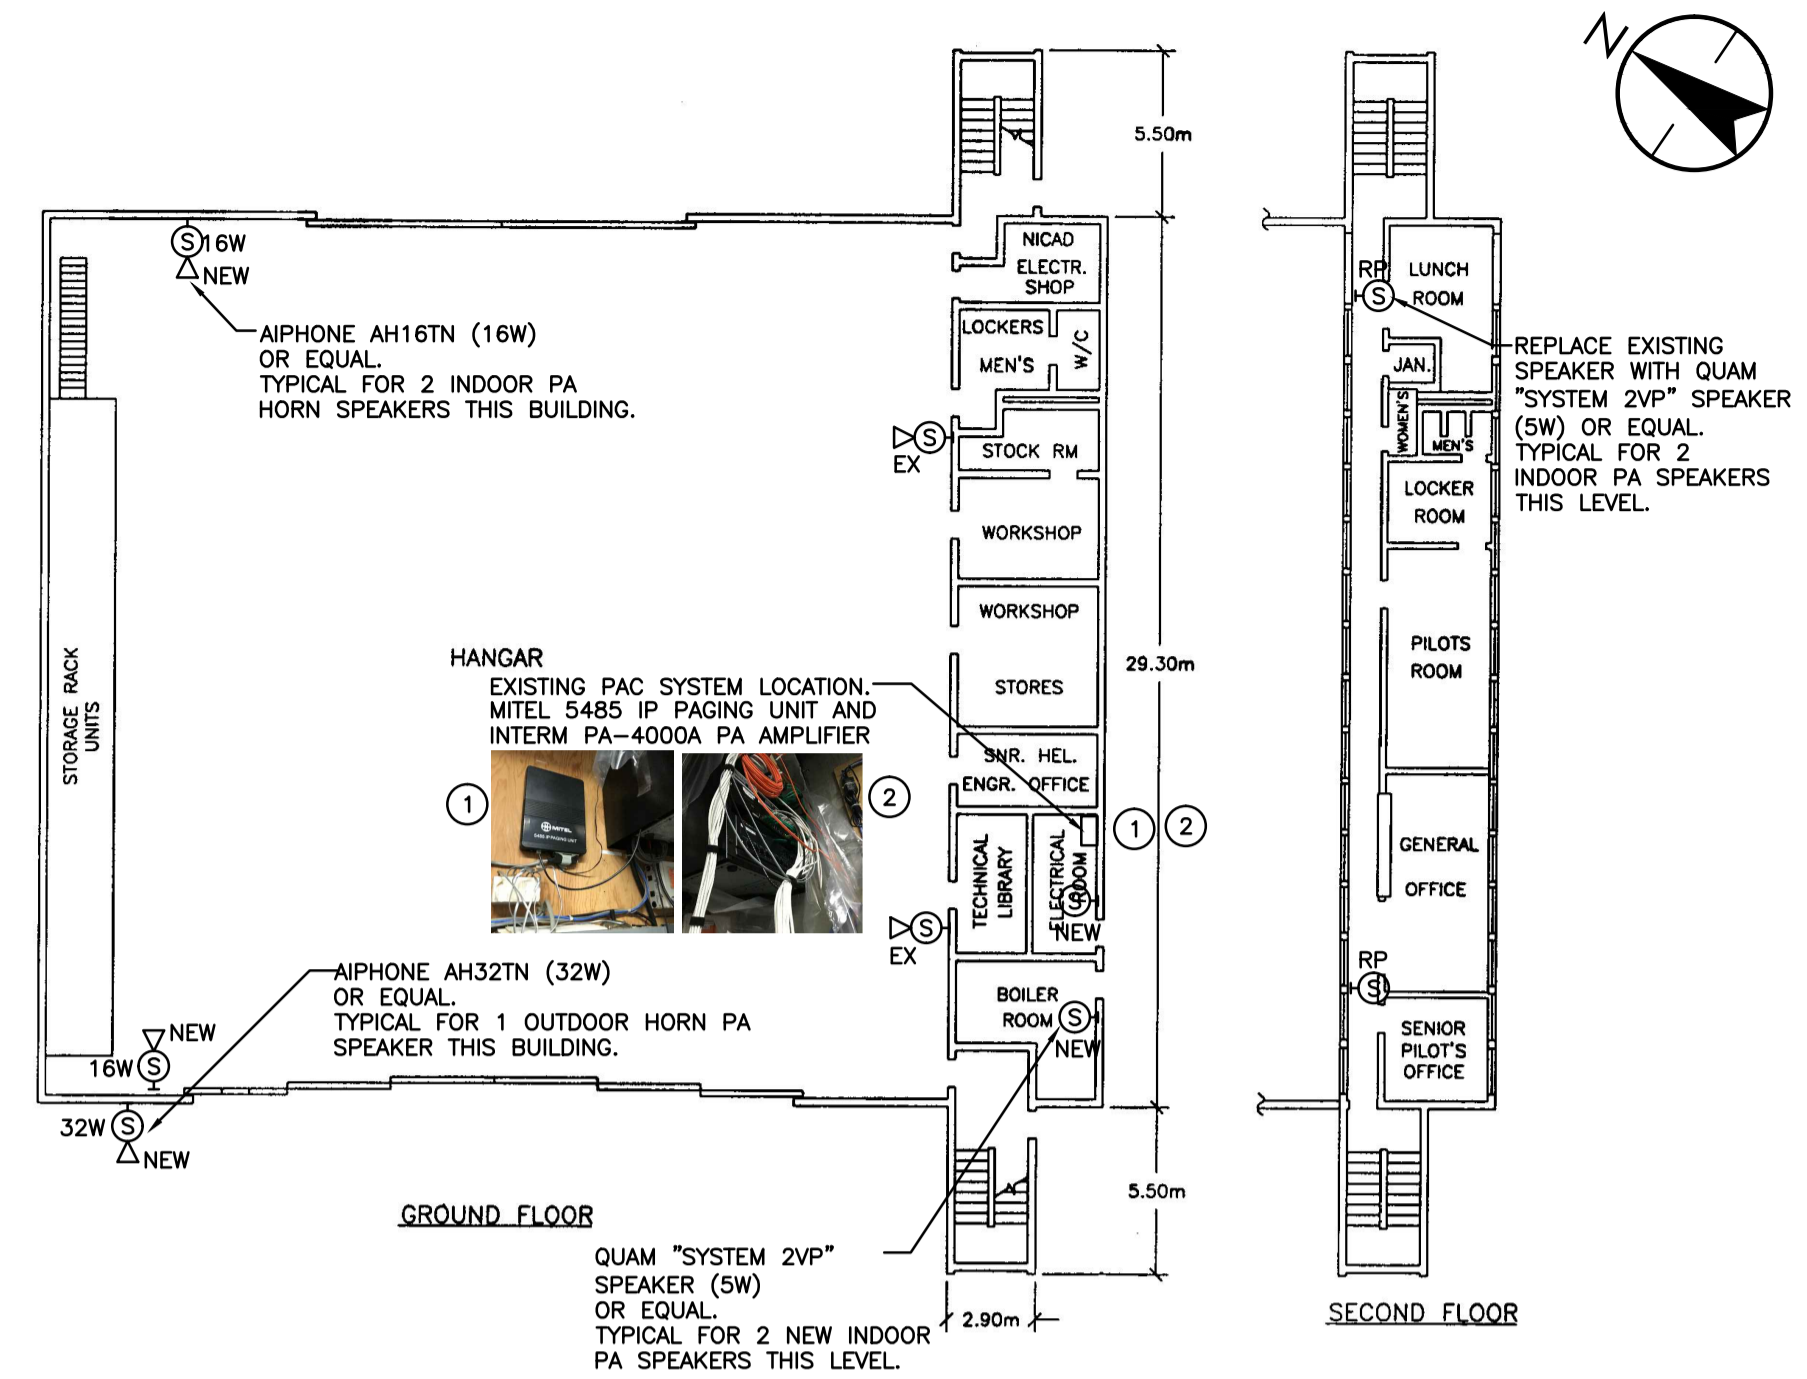 N
5.50m
16W
NEW
AIPHONE AH16TN (16W)
OR EQUAL.
TYPICAL FOR 2 INDOOR PA
HORN SPEAKERS THIS BUILDING.
S
NICAD
ELECTR.
SHOP
LOCKERS
MEN'S
W/C
S
EX
STOCK RM
WORKSHOP
WORKSHOP
STORES
29.30m
SNR. HEL.
ENGR. OFFICE
TECHNICAL
LIBRARY
ELECTRICAL
ROOM
S
NEW
1
2
S
EX
BOILER
ROOM
S
NEW
STORAGE RACK
UNITS
HANGAR
EXISTING PAC SYSTEM LOCATION.
MITEL 5485 IP PAGING UNIT AND
INTERM PA-4000A PA AMPLIFIER
1
MITEL
5485 IP PAGING UNIT
2
AIPHONE AH32TN (32W)
OR EQUAL.
TYPICAL FOR 1 OUTDOOR HORN PA
SPEAKER THIS BUILDING.
NEW
16W
S
32W
S
NEW
5.50m
2.90m
GROUND FLOOR
QUAM "SYSTEM 2VP"
SPEAKER (5W)
OR EQUAL.
TYPICAL FOR 2 NEW INDOOR
PA SPEAKERS THIS LEVEL.
RP
S
LUNCH
ROOM
REPLACE EXISTING
SPEAKER WITH QUAM
"SYSTEM 2VP" SPEAKER
(5W) OR EQUAL.
TYPICAL FOR 2
INDOOR PA SPEAKERS
THIS LEVEL.
JAN.
WOMEN'S
MEN'S
LOCKER
ROOM
PILOTS
ROOM
GENERAL
OFFICE
RP
S
SENIOR
PILOT'S
OFFICE
SECOND FLOOR